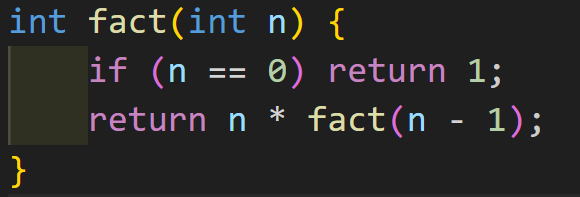 int fact(int n) {
    if (n == 0) return 1;
    return n * fact(n - 1);
}